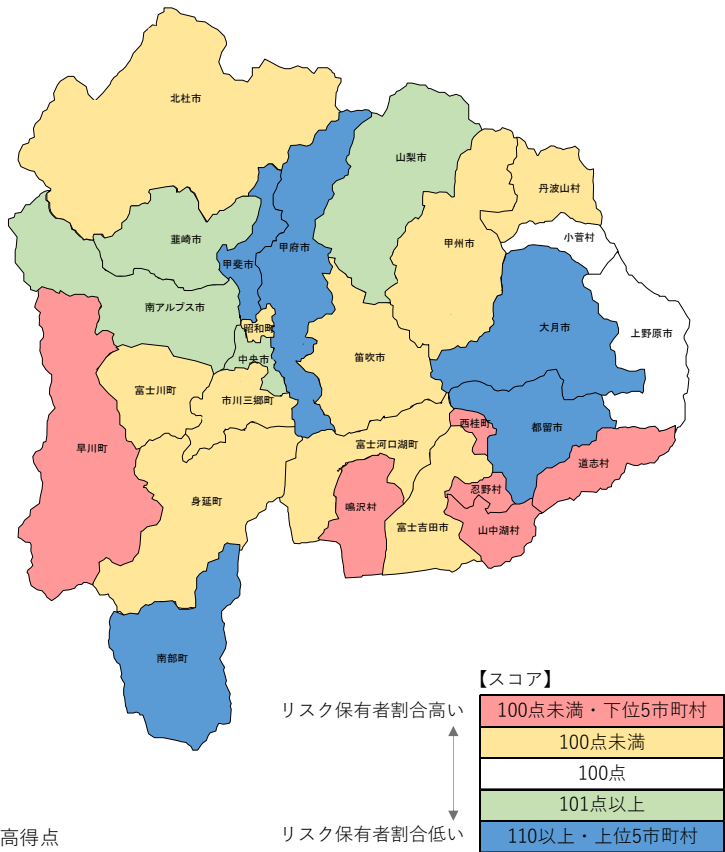 北杜市
山梨市
丹波山村
韮崎市
小菅村
甲州市
甲府市
甲斐市
南アルプス市
大月市
上野原市
昭和町
中央市
笛吹市
富士川町
市川三郷町
西桂町
都留市
早川町
富士河口湖町
道志村
忍野村
身延町
鳴沢村
富士吉田市
山中湖村
南部町
【スコア】
リスク保有者割合高い
100点未満・下位5市町村
100点未満
100点
101点以上
高得点
リスク保有者割合低い
110以上・上位5市町村